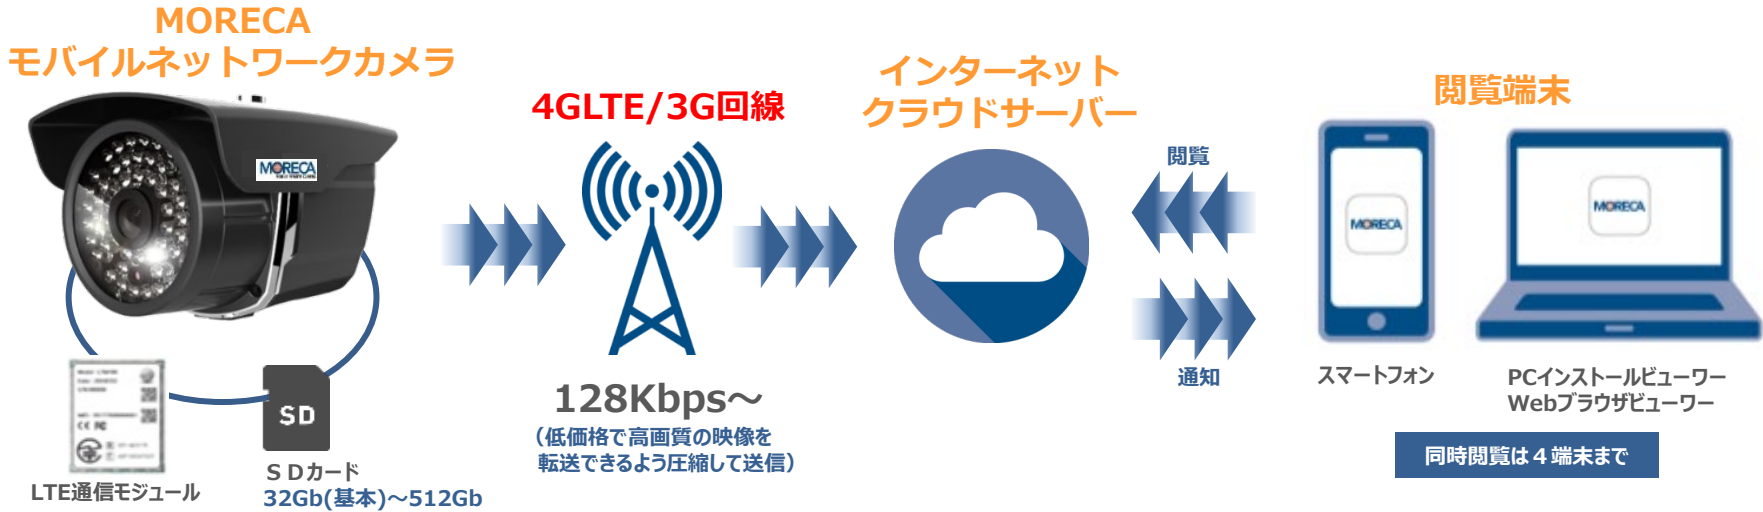 MORECA
モバイルネットワークカメラ
MORECA
LTE通信モジュール
SD
ＳＤカード
32Gb(基本)～512Gb
4GLTE/3G回線
128Kbps～
（低価格で高画質の映像を
転送できるよう圧縮して送信）
インターネット
クラウドサーバー
閲覧
通知
閲覧端末
MORECA
MORECA
スマートフォン
PCインストールビューワー
Webブラウザビューワー
同時閲覧は４端末まで